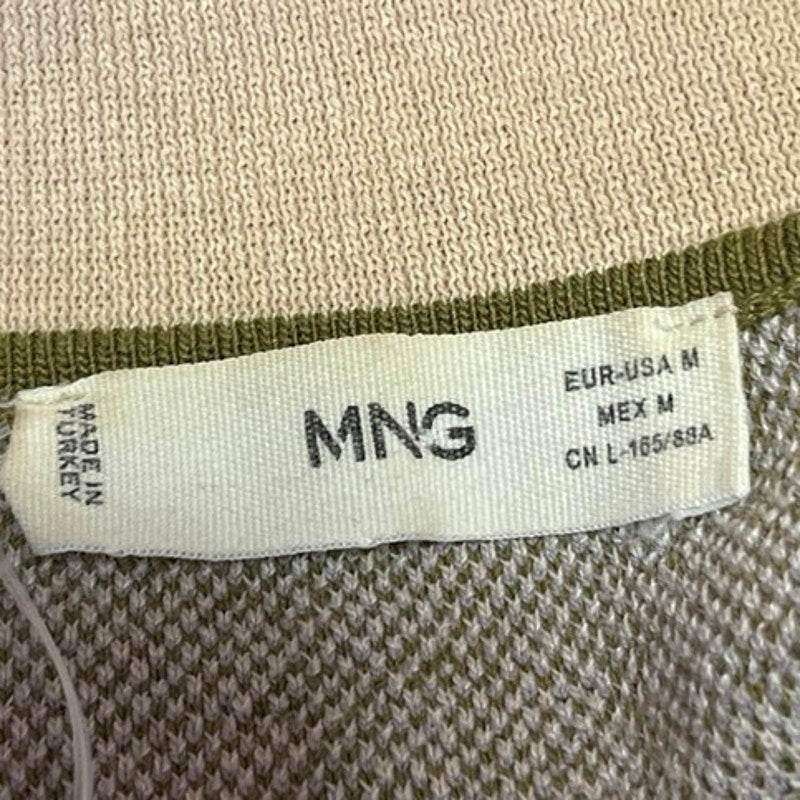 MADE IN
TURKEY
MNG
EUR-USA M
MEX M
CN L-165/88A